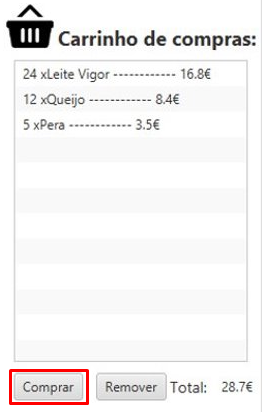 Carrinho de compras:
24 xLeite Vigor ------------ 16.8€
12 xQueijo ------------ 8.4€
5 xPera ------------ 3.5€
Comprar Remover Total: 28.7€